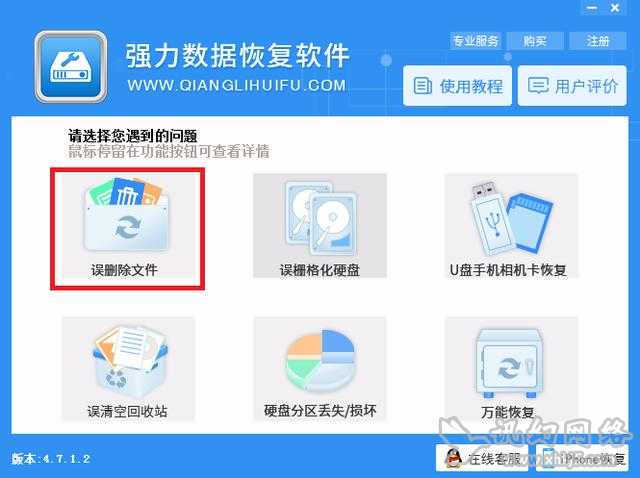 强力数据恢复软件
WWW.QIANGLIHUIFU.COM
专业服务
购买
注册
使用教程
用户评价
请选择您遇到的问题
鼠标停留在功能按钮可查看详情
误删除文件
误栅格化硬盘
U盘手机相机卡恢复
误清空回收站
硬盘分区丢失/损坏
万能恢复
版本:4.7.1.2
在线客服
iPhone恢复
讯幻网络